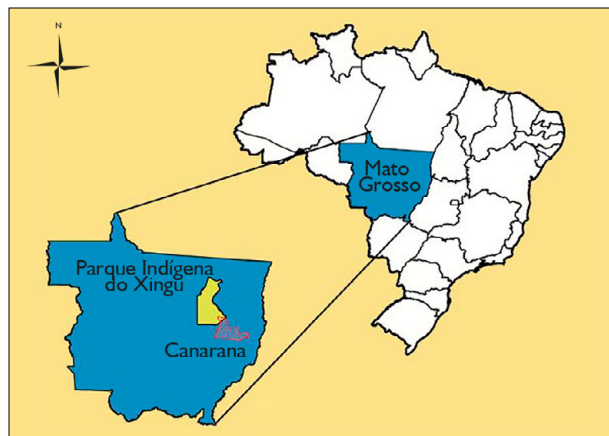 N
Mato
Grosso
Parque Indígena
do Xingu
Canarana